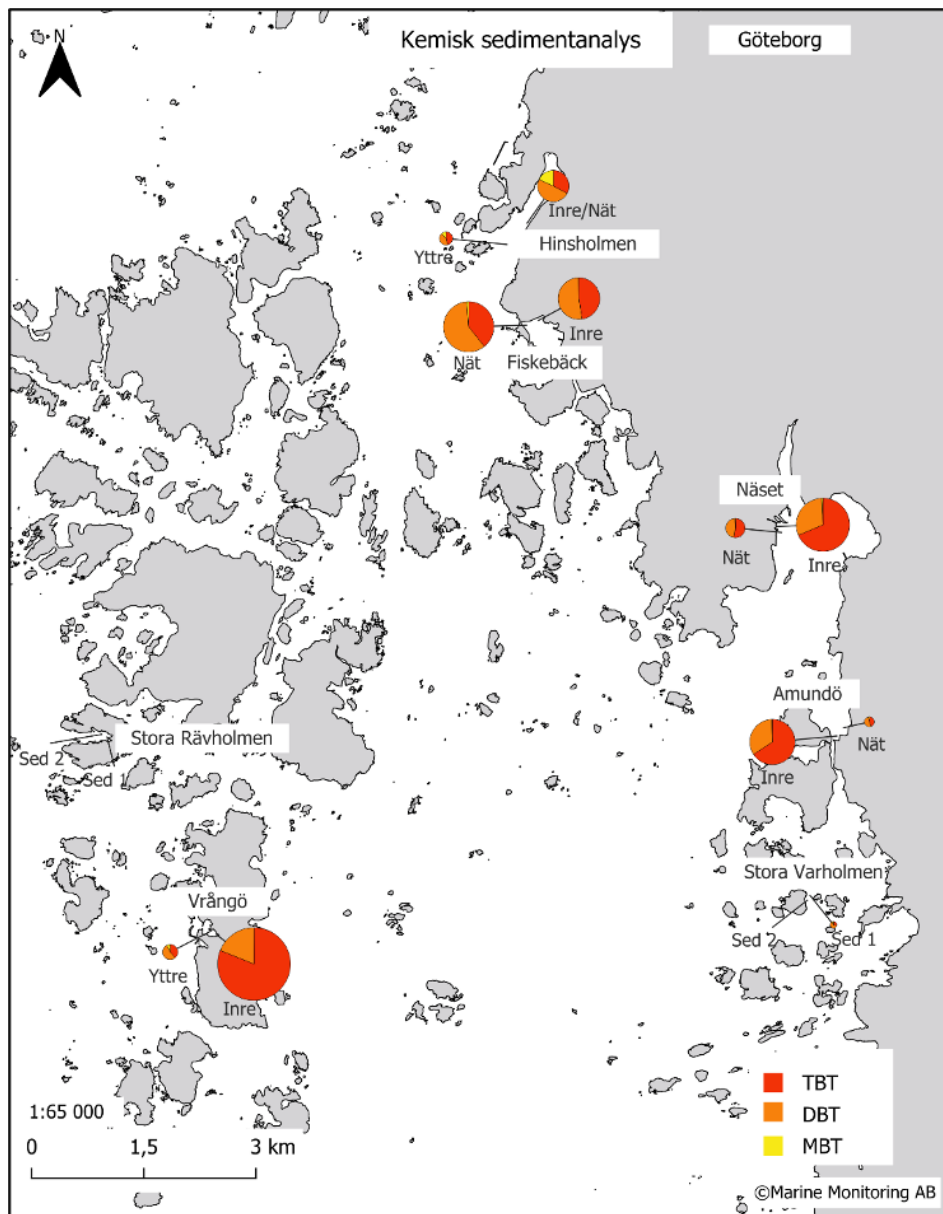 Kemisk sedimentanalys
Göteborg
N
Inre/Nät
Hinsholmen
Yttre
Inre
Nät
Fiskebäck
Näset
Nät
Inre
Amundö
Stora Rävholmen
Sed 2
Sed 1
Nät
Inre
Stora Varholmen
Vrångö
Sed 2
Sed 1
Yttre
Inre
TBT
DBT
MBT
1:65 000
0 1,5 3 km
©Marine Monitoring AB